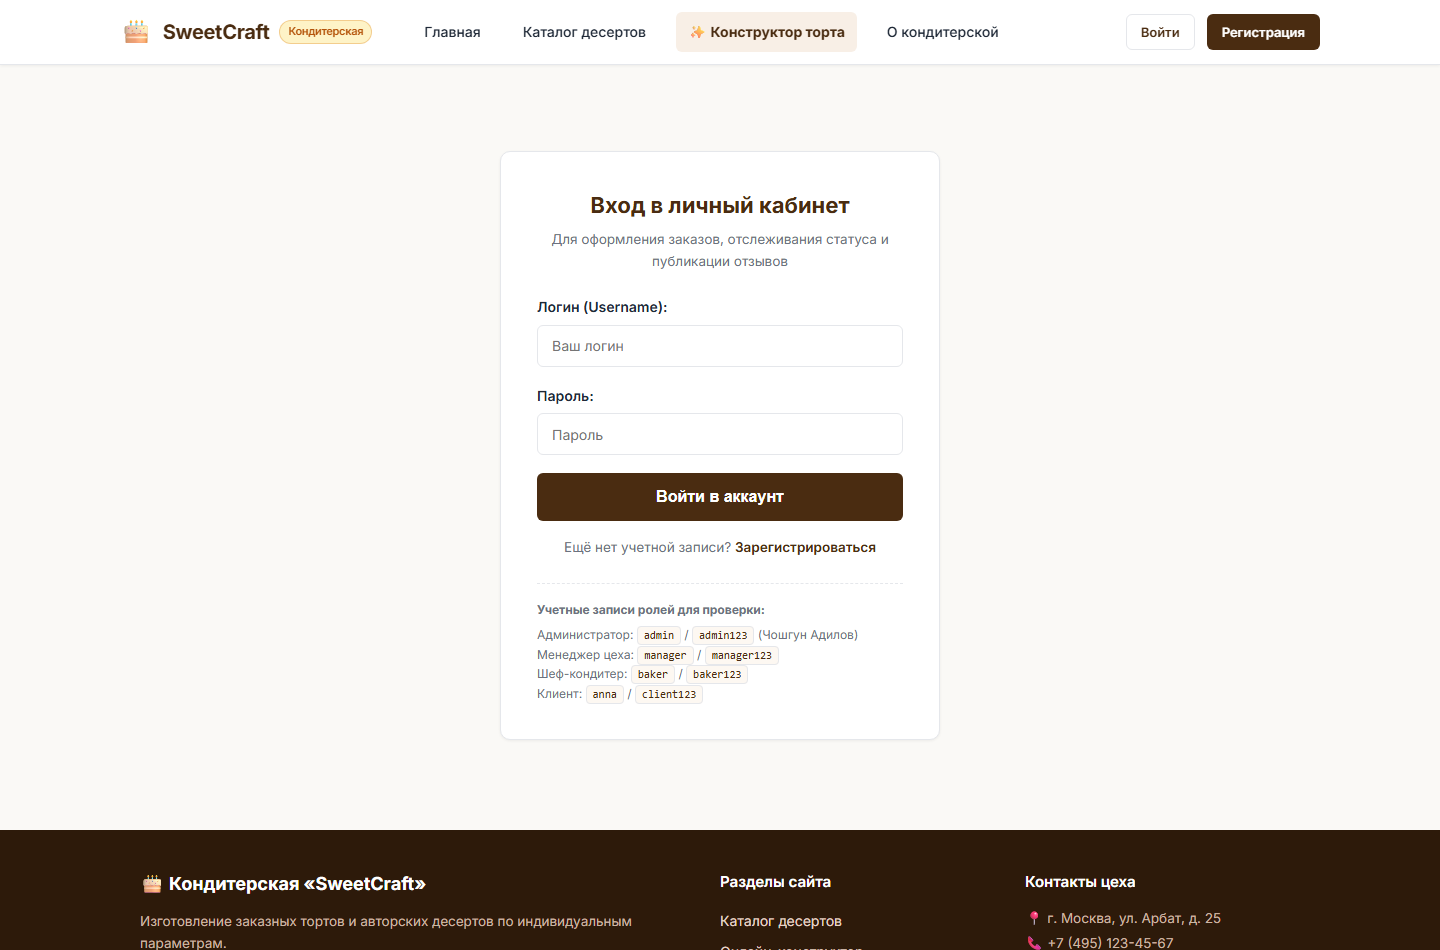 SweetCraft Кондитерская Главная Каталог десертов Конструктор торта О кондитерской Войти Регистрация
Вход в личный кабинет
Для оформления заказов, отслеживания статуса и
публикации отзывов
Логин (Username):
Ваш логин
Пароль:
Пароль
Войти в аккаунт
Ещё нет учетной записи? Зарегистрироваться
Учетные записи ролей для проверки:
Администратор: admin / admin123 (Чошгун Адилов)
Менеджер цеха: manager / manager123
Шеф-кондитер: baker / baker123
Клиент: anna / client123
Кондитерская «SweetCraft»
Изготовление заказных тортов и авторских десертов по индивидуальным
параметрам.
Разделы сайта
Каталог десертов
Контакты цеха
г. Москва, ул. Арбат, д. 25
+7 (495) 123-45-67